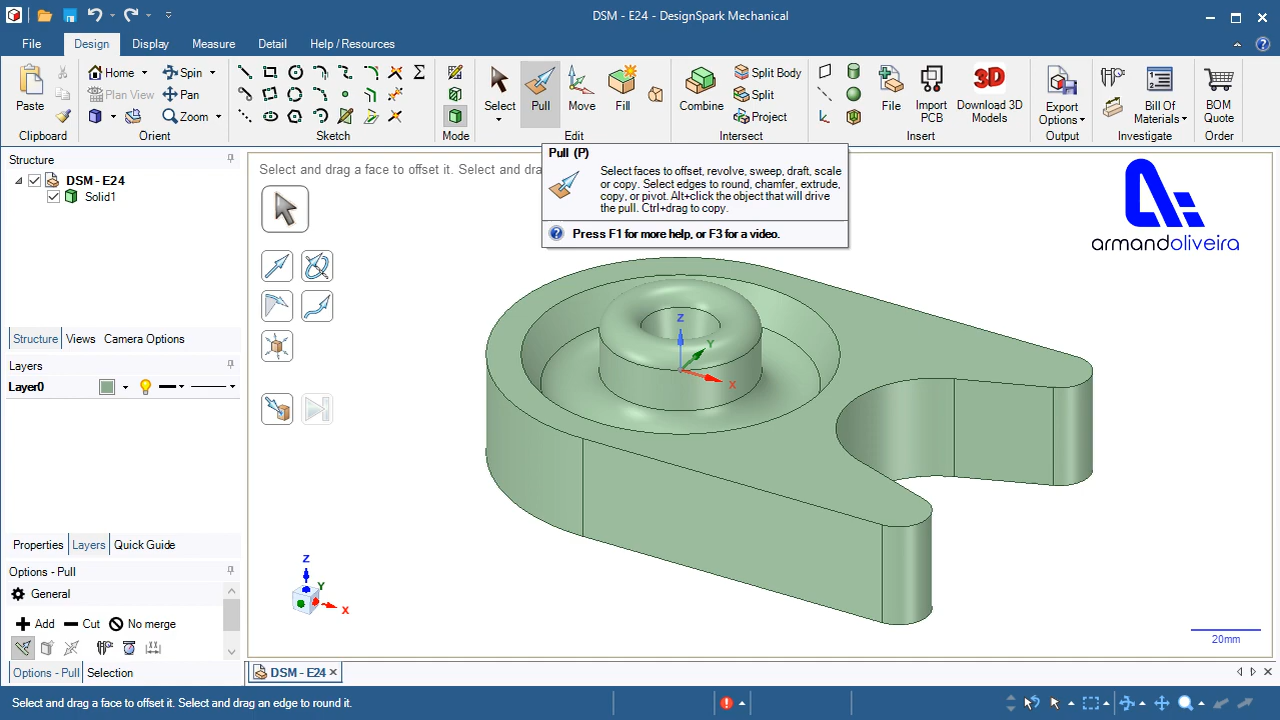 DSM - E24 - DesignSpark Mechanical
File Design Display Measure Detail Help / Resources
Paste
Home Spin
Plan View Pan
Zoom
Select Pull Move Fill
Combine Split Body
Split
Project
File Import PCB Download 3D Models
3D
Export Options
Bill Of Materials
BOM Quote
Clipboard Orient Sketch Mode Edit Intersect Insert Output Investigate Order
Structure
DSM - E24
Solid1
Structure Views Camera Options
Layers
Layer0
Properties Layers Quick Guide
Options - Pull
General
Add Cut No merge
Options - Pull Selection
Select and drag a face to offset it. Select and drag
Pull (P)
Select faces to offset, revolve, sweep, draft, scale
or copy. Select edges to round, chamfer, extrude,
copy, or pivot. Alt+click the object that will drive
the pull. Ctrl+drag to copy.
Press F1 for more help, or F3 for a video.
armandoliveira
Z
Y
X
Z
Y
X
20mm
DSM - E24
Select and drag a face to offset it. Select and drag an edge to round it.